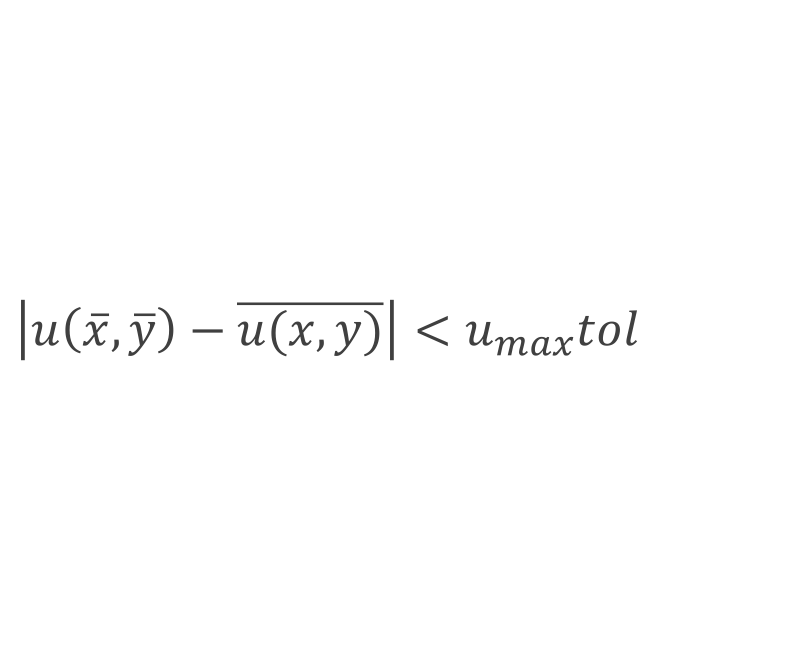 |u(x̄, ȳ) − \overline{u(x, y)}| < u_{max}tol